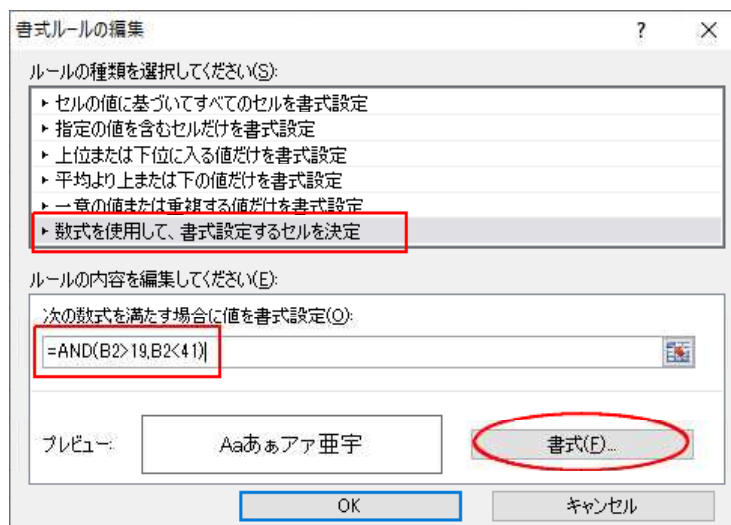 書式ルールの編集 ? ×
ルールの種類を選択してください(S):
► セルの値に基づいてすべてのセルを書式設定
► 指定の値を含むセルだけを書式設定
► 上位または下位に入る値だけを書式設定
► 平均より上または下の値だけを書式設定
► 一意の値または重複する値だけを書式設定
► 数式を使用して、書式設定するセルを決定
ルールの内容を編集してください(E):
次の数式を満たす場合に値を書式設定(O):
=AND(B2>19,B2<41)
プレビュー: Aaあぁアァ亜宇 書式(F)...
OK キャンセル